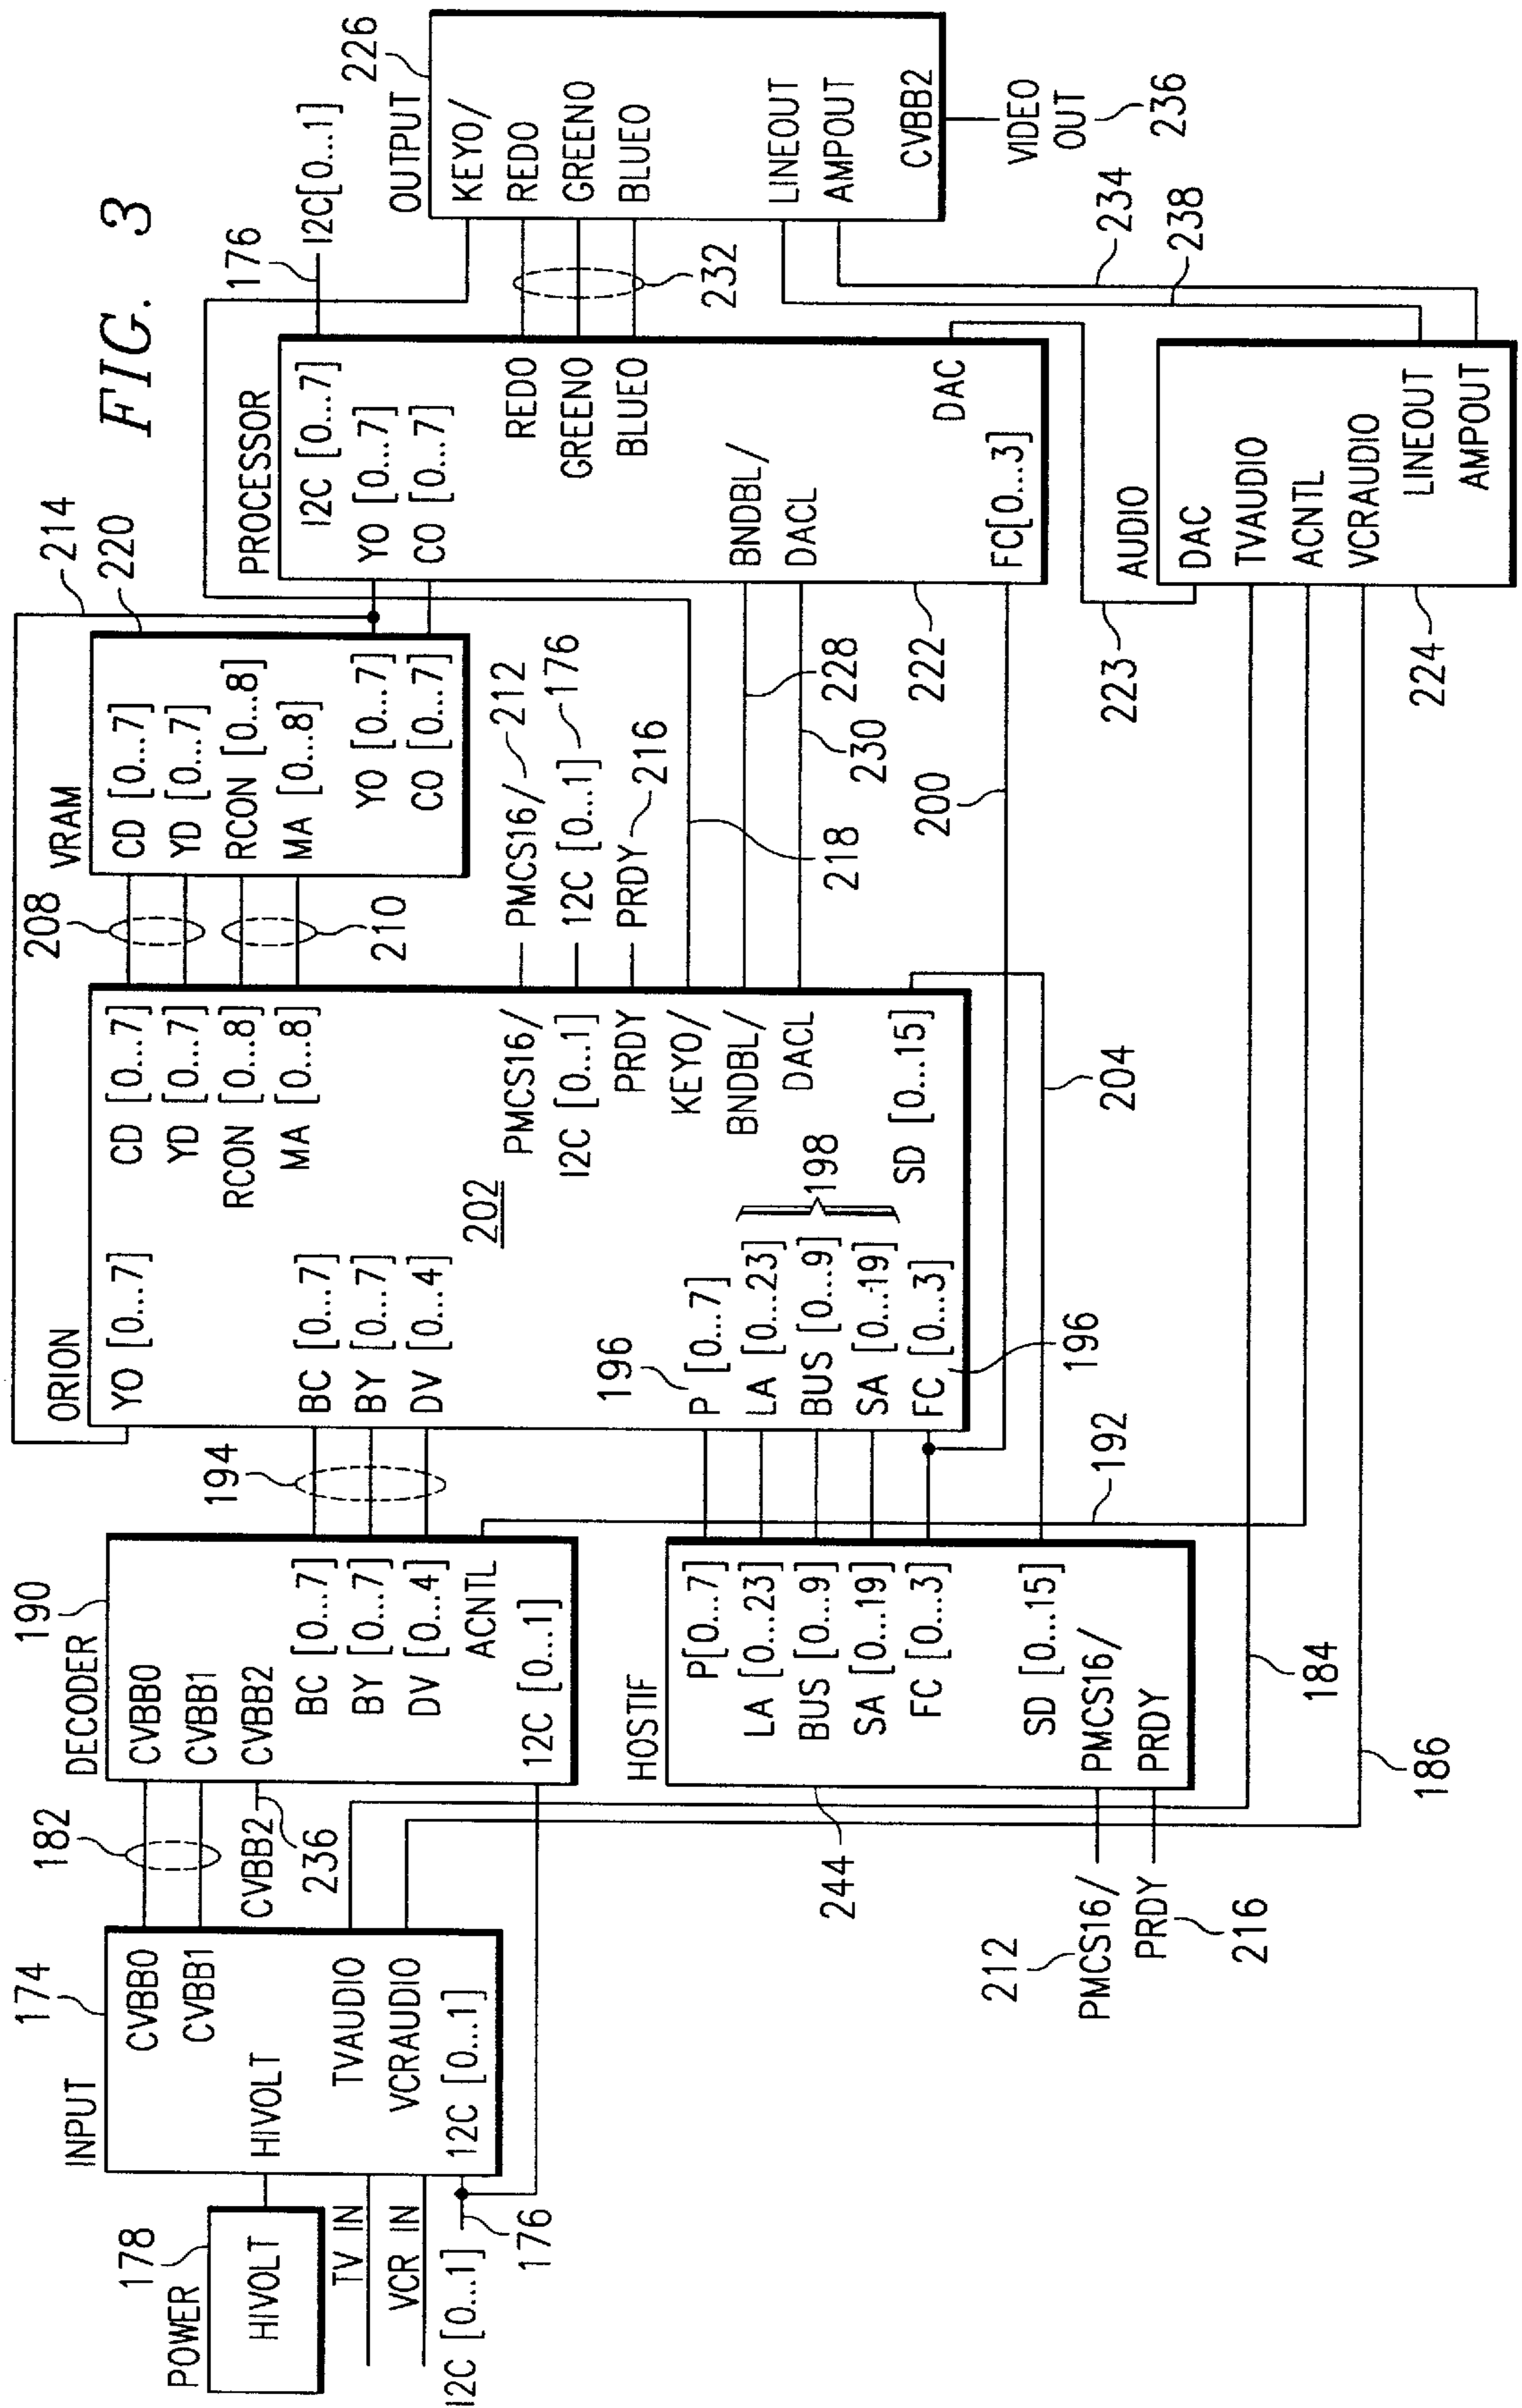 FIG. 3
POWER
178
HIVOLT
TV IN
VCR IN
I2C [0...1]
176
INPUT
174
CVBB0
CVBB1
HIVOLT
TVAUDIO
VCRAUDIO
12C [0...1]
182
CVBB2
236
DECODER
190
CVBB0
CVBB1
CVBB2
BC [0...7]
BY [0...7]
DV [0...4]
ACNTL
12C [0...1]
194
HOSTIF
244
P[0...7]
LA [0...23]
BUS [0...9]
SA [0...19]
FC [0...3]
SD [0...15]
PMCS16/
PRDY
212
PMCS16/
PRDY
216
184
186
192
ORION
YO [0...7]
BC [0...7]
BY [0...7]
DV [0...4]
196
P [0...7]
LA [0...23]
BUS [0...9]
SA [0...19]
FC [0...3]
196
198
202
CD [0...7]
YD [0...7]
RCON [0...8]
MA [0...8]
PMCS16/
I2C [0...1]
PRDY
KEYO/
BNDBL/
DACL
SD [0...15]
204
208
210
PMCS16/
212
12C [0...1]
176
PRDY
216
218
228
230
200
VRAM
220
214
CD [0...7]
YD [0...7]
RCON [0...8]
MA [0...8]
YO [0...7]
CO [0...7]
PROCESSOR
I2C [0...7]
YO [0...7]
CO [0...7]
REDO
GREENO
BLUEO
BNDBL/
DACL
DAC
FC[0...3]
222
223
176
I2C[0...1]
232
AUDIO
DAC
TVAUDIO
ACNTL
VCRAUDIO
LINEOUT
AMPOUT
224
234
238
OUTPUT
226
KEYO/
REDO
GREENO
BLUEO
LINEOUT
AMPOUT
CVBB2
VIDEO
OUT
236